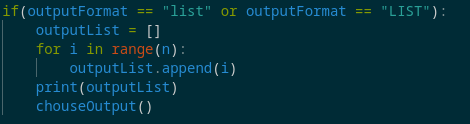 if(outputFormat == "list" or outputFormat == "LIST"):
    outputList = []
    for i in range(n):
        outputList.append(i)
    print(outputList)
    chouseOutput()